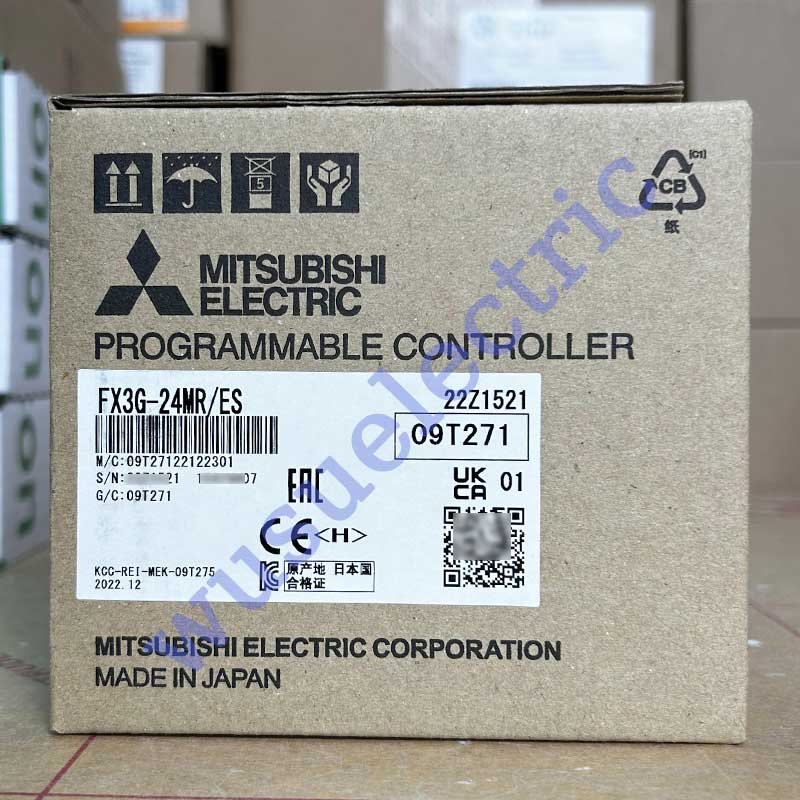 5
[C1]
CB
纸
MITSUBISHI
ELECTRIC
PROGRAMMABLE CONTROLLER
FX3G-24MR/ES
22Z1521
09T271
M/C:09T27122122301
S/N:
G/C:09T271
EAC
UK
CA 01
CE <H>
KCC-REI-MEK-09T275
2022.12
原产地 日本国
合格证
MITSUBISHI ELECTRIC CORPORATION
MADE IN JAPAN
wusuelectric